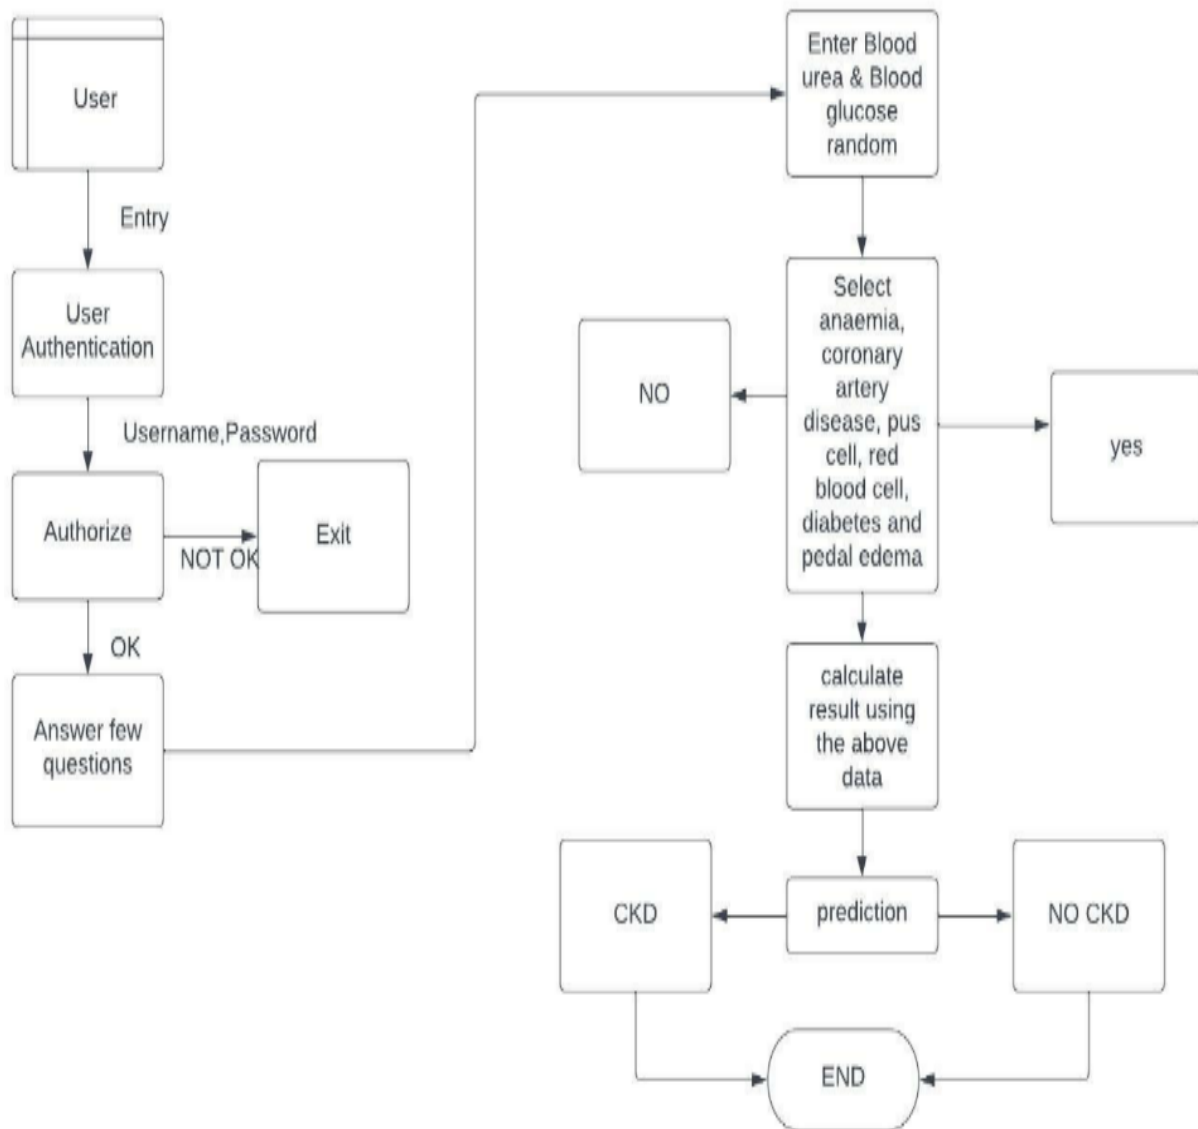 User
Entry
User
Authentication
Username,Password
Authorize
NOT OK
Exit
OK
Answer few
questions
Enter Blood
urea & Blood
glucose
random
Select
anaemia,
coronary
artery
disease, pus
cell, red
blood cell,
diabetes and
pedal edema
NO
yes
calculate
result using
the above
data
prediction
CKD
NO CKD
END